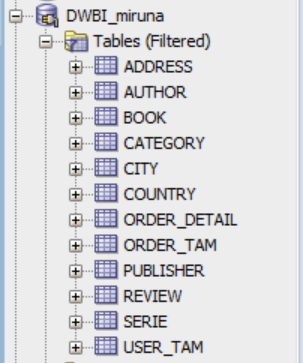 DWBI_miruna
Tables (Filtered)
ADDRESS
AUTHOR
BOOK
CATEGORY
CITY
COUNTRY
ORDER_DETAIL
ORDER_TAM
PUBLISHER
REVIEW
SERIE
USER_TAM